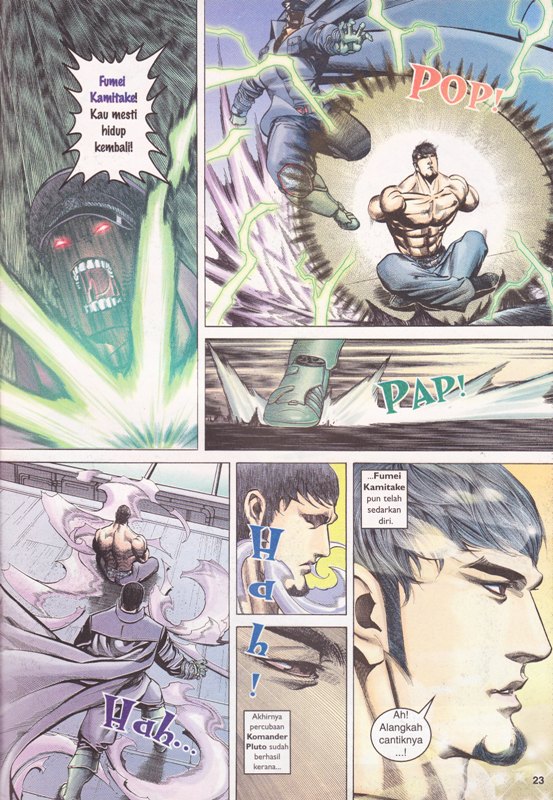 Fumei
Kamitake!
Kau mesti
hidup
kembali!
POP!
PAP!
Hah...
Hah!
Akhirnya
percubaan
Komander
Pluto sudah
berhasil
kerana...
...Fumei
Kamitake
pun telah
sedarkan
diri.
Ah!
Alangkah
cantiknya
...!
23